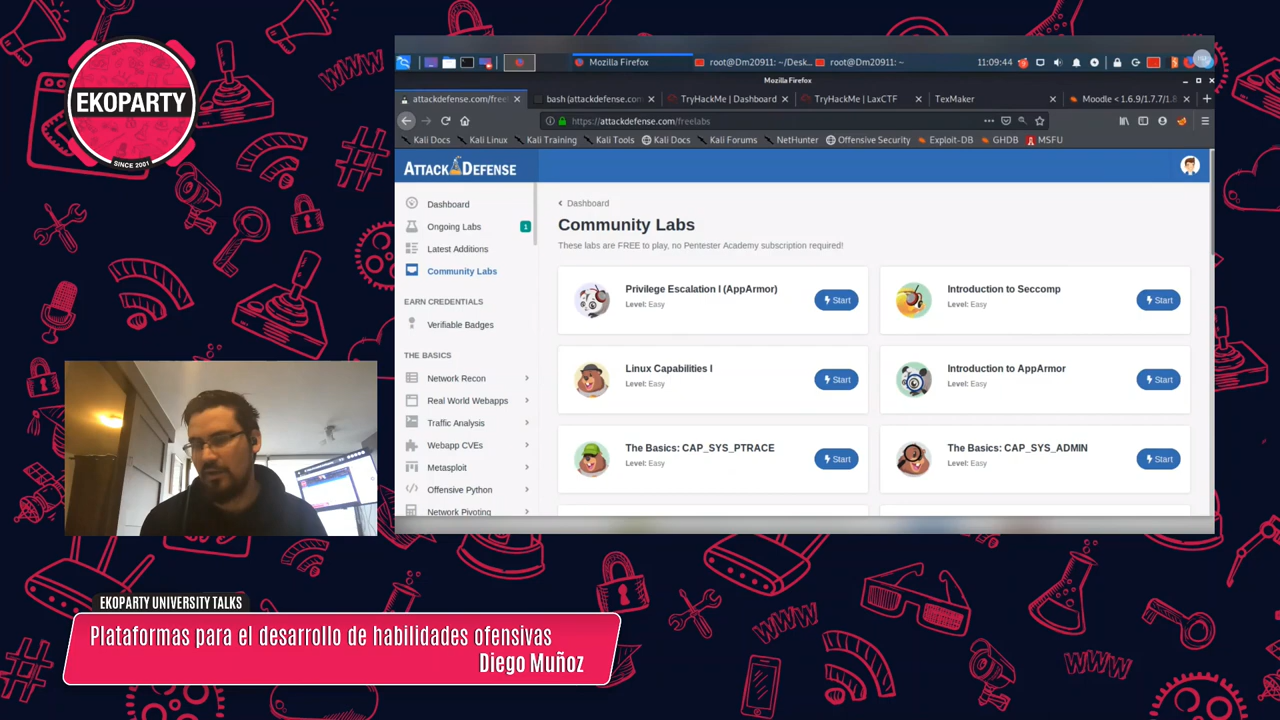 EKOPARTY
SINCE 2001
WWW
Mozilla Firefox
root@Dm20911: ~/Desk...
root@Dm20911: ~
11:09:44
Mozilla Firefox
attackdefense.com/free
bash (attackdefense.com
TryHackMe | Dashboard
TryHackMe | LaxCTF
TexMaker
Moodle < 1.6.9/1.7.7/1.8
https://attackdefense.com/freelabs
Kali Docs
Kali Linux
Kali Training
Kali Tools
Kali Docs
Kali Forums
NetHunter
Offensive Security
Exploit-DB
GHDB
MSFU
ATTACK DEFENSE
Dashboard
Ongoing Labs
1
Latest Additions
Community Labs
EARN CREDENTIALS
Verifiable Badges
THE BASICS
Network Recon
Real World Webapps
Traffic Analysis
Webapp CVEs
Metasploit
Offensive Python
Network Pivoting
Dashboard
Community Labs
These labs are FREE to play, no Pentester Academy subscription required!
Privilege Escalation I (AppArmor)
Level: Easy
Start
Introduction to Seccomp
Level: Easy
Start
Linux Capabilities I
Level: Easy
Start
Introduction to AppArmor
Level: Easy
Start
The Basics: CAP_SYS_PTRACE
Level: Easy
Start
The Basics: CAP_SYS_ADMIN
Level: Easy
Start
EKOPARTY UNIVERSITY TALKS
Plataformas para el desarrollo de habilidades ofensivas
Diego Muñoz
WWW
WWW